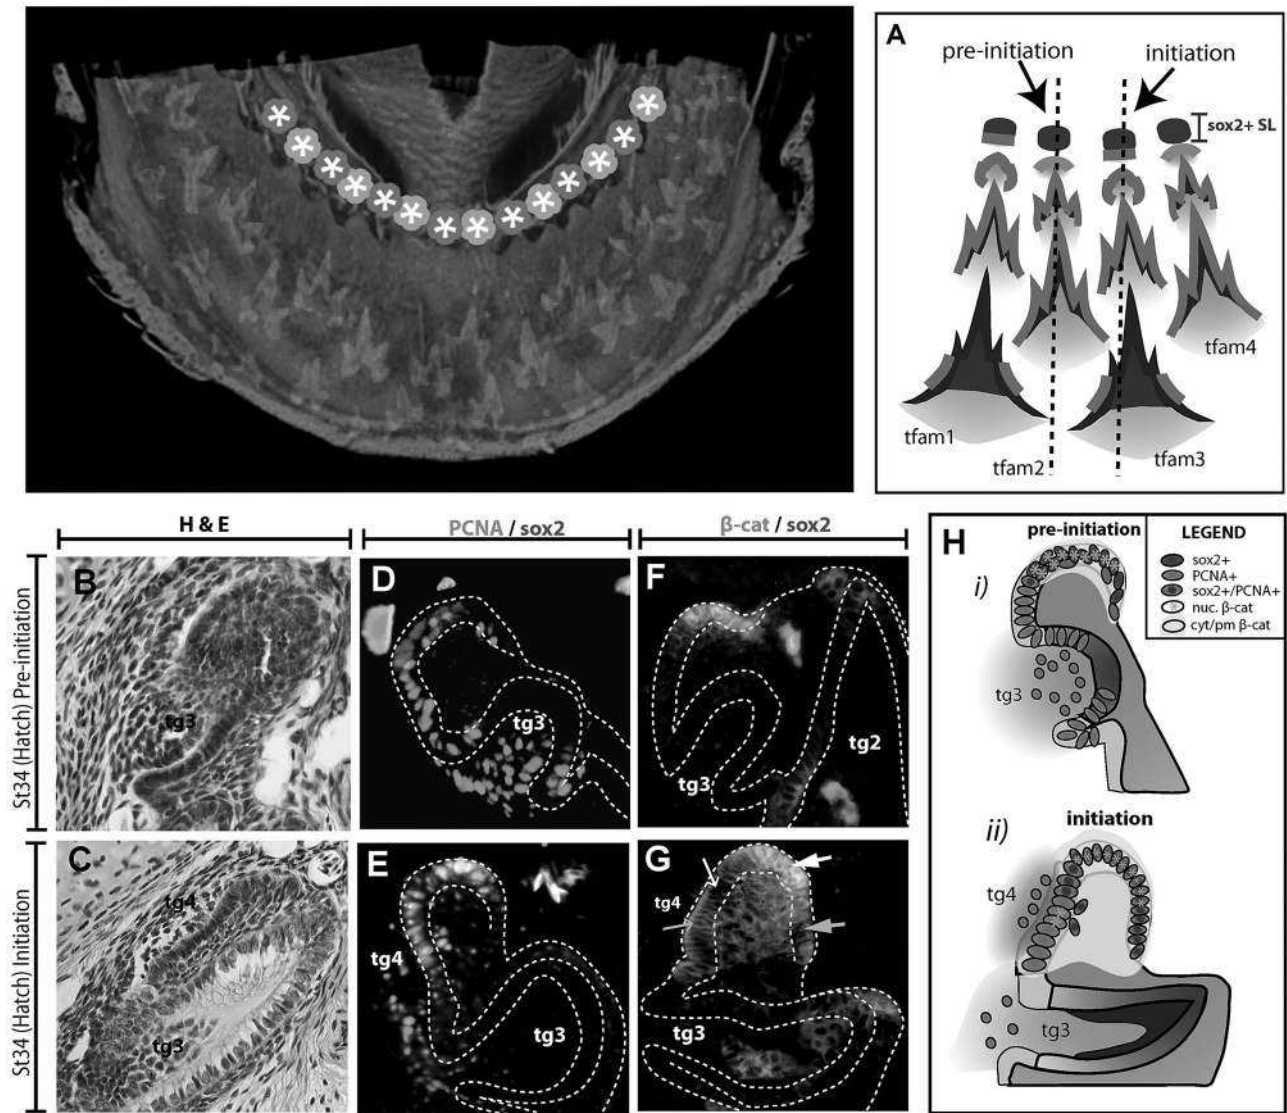 * * * * * * * * * * * * * *
A
pre-initiation
initiation
sox2+ SL
tfam4
tfam1
tfam2
tfam3
H & E
PCNA / sox2
β-cat / sox2
St34 (Hatch) Pre-initiation
B
tg3
D
tg3
F
tg3
tg2
St34 (Hatch) Initiation
C
tg4
tg3
E
tg4
tg3
G
tg4
tg3
H
pre-initiation
i)
tg3
LEGEND
sox2+
PCNA+
sox2+/PCNA+
nuc. β-cat
cyt/pm β-cat
ii)
initiation
tg4
tg3